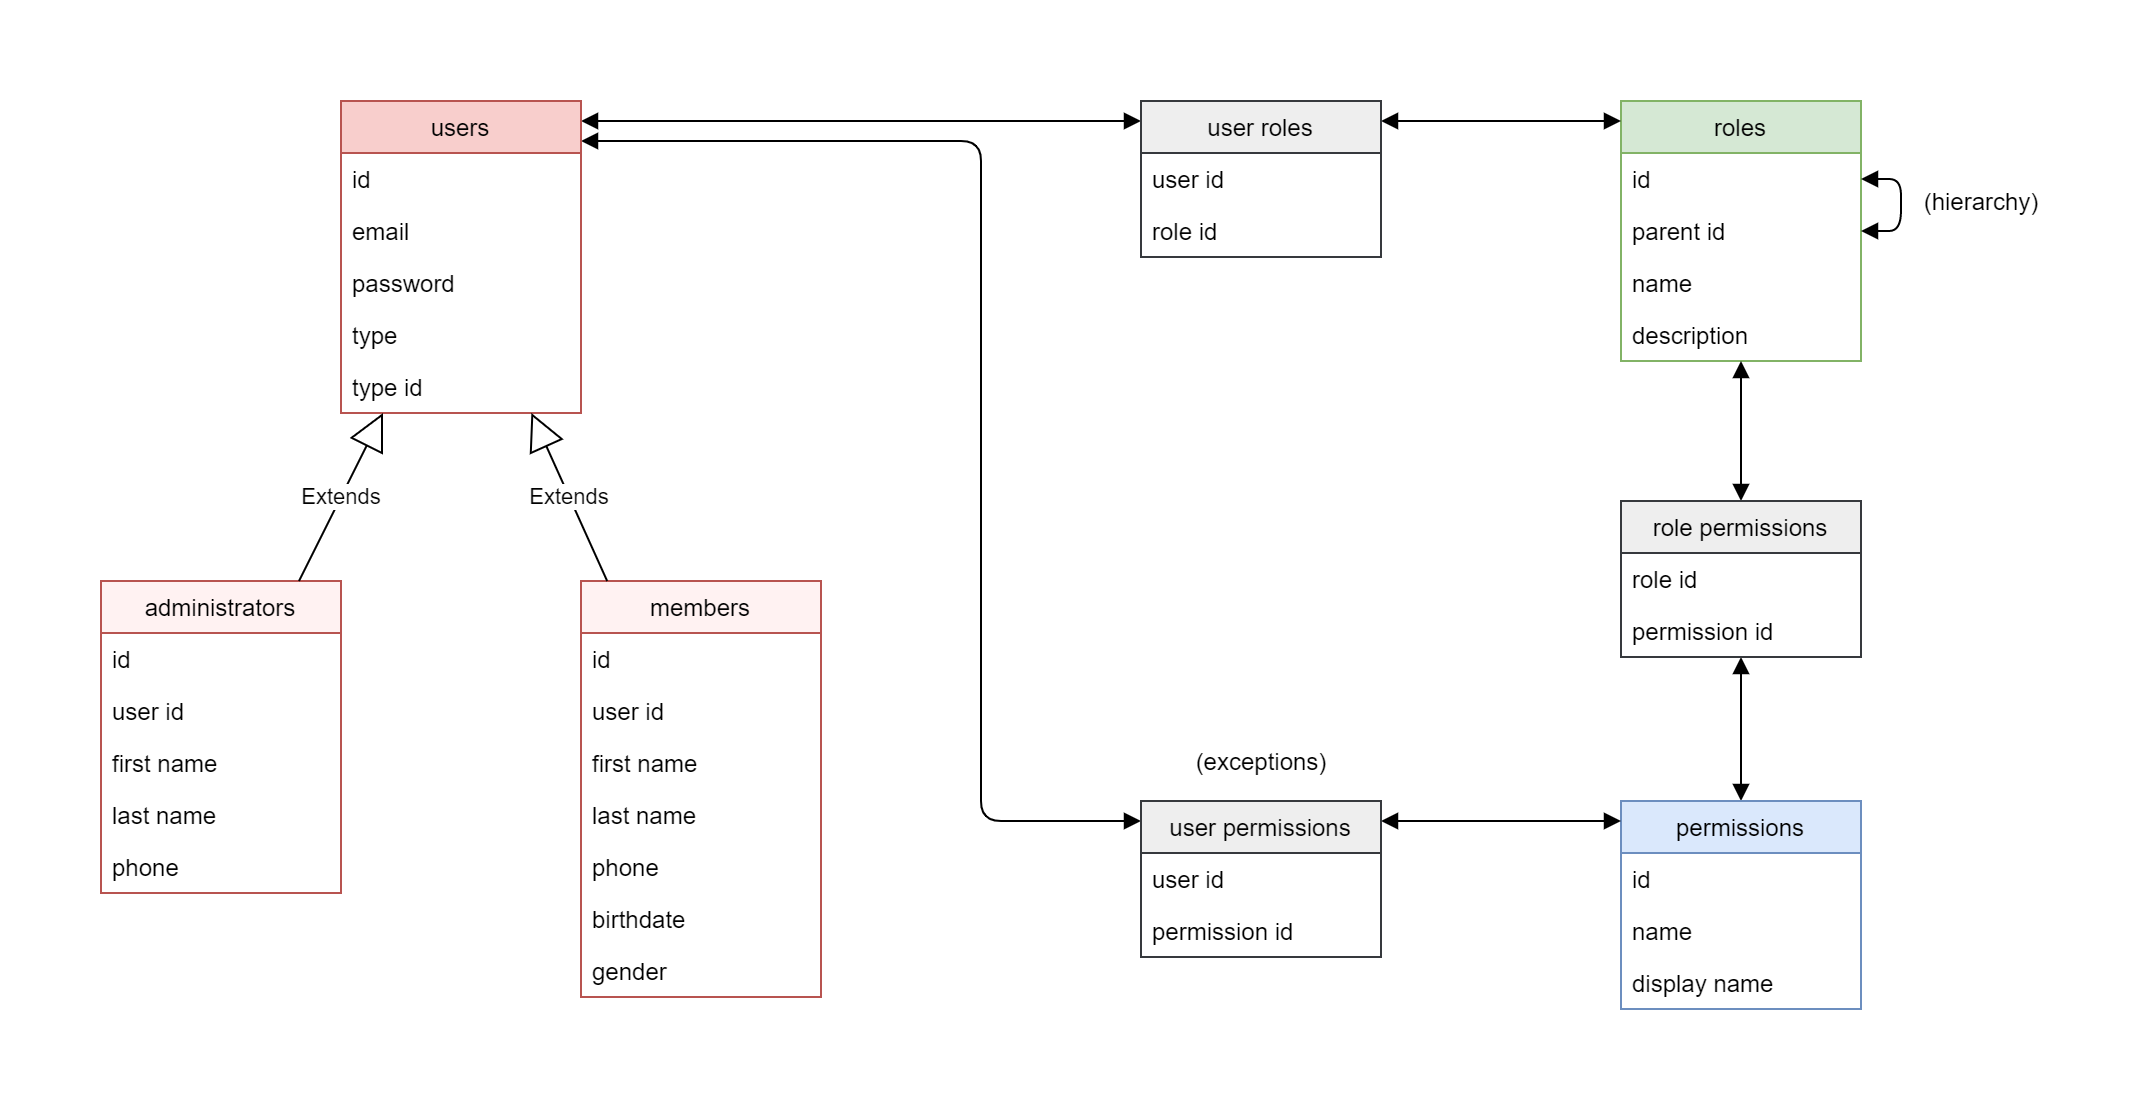 users
id
email
password
type
type id
Extends
Extends
administrators
id
user id
first name
last name
phone
members
id
user id
first name
last name
phone
birthdate
gender
user roles
user id
role id
roles
id
parent id
name
description
(hierarchy)
role permissions
role id
permission id
(exceptions)
user permissions
user id
permission id
permissions
id
name
display name